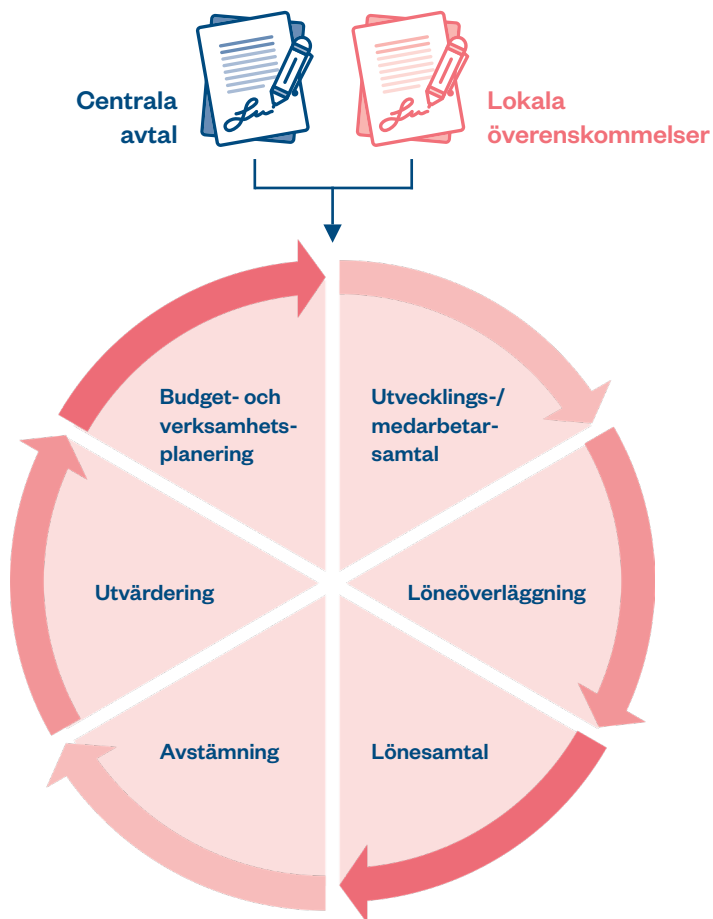 Centrala
avtal
Lokala
överenskommelser
Budget- och
verksamhets-
planering
Utvecklings-/
medarbetar-
samtal
Utvärdering
Löneöverläggning
Avstämning
Lönesamtal